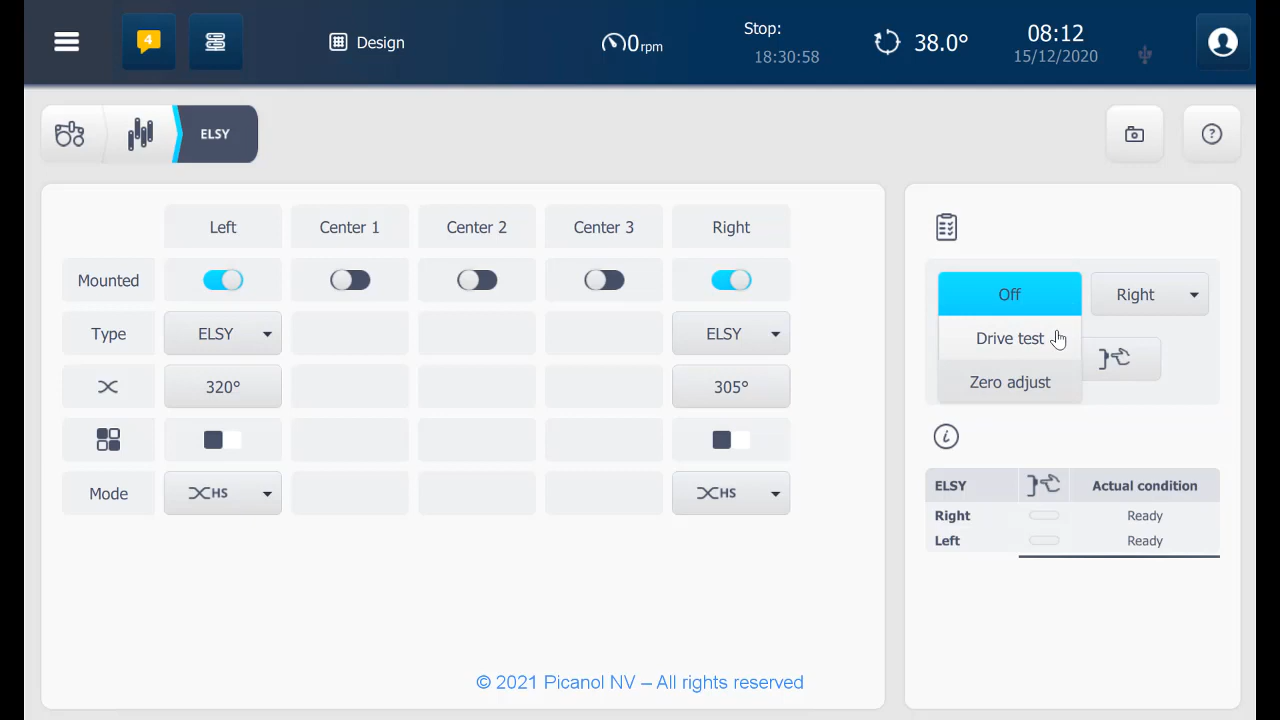 4
Design
0 rpm
Stop:
18:30:58
38.0°
08:12
15/12/2020
ELSY
?
Left Center 1 Center 2 Center 3 Right
Mounted
Type ELSY ELSY
320° 305°
Mode HS HS
Off
Right
Drive test
Zero adjust
i
ELSY Actual condition
Right Ready
Left Ready
© 2021 Picanol NV – All rights reserved